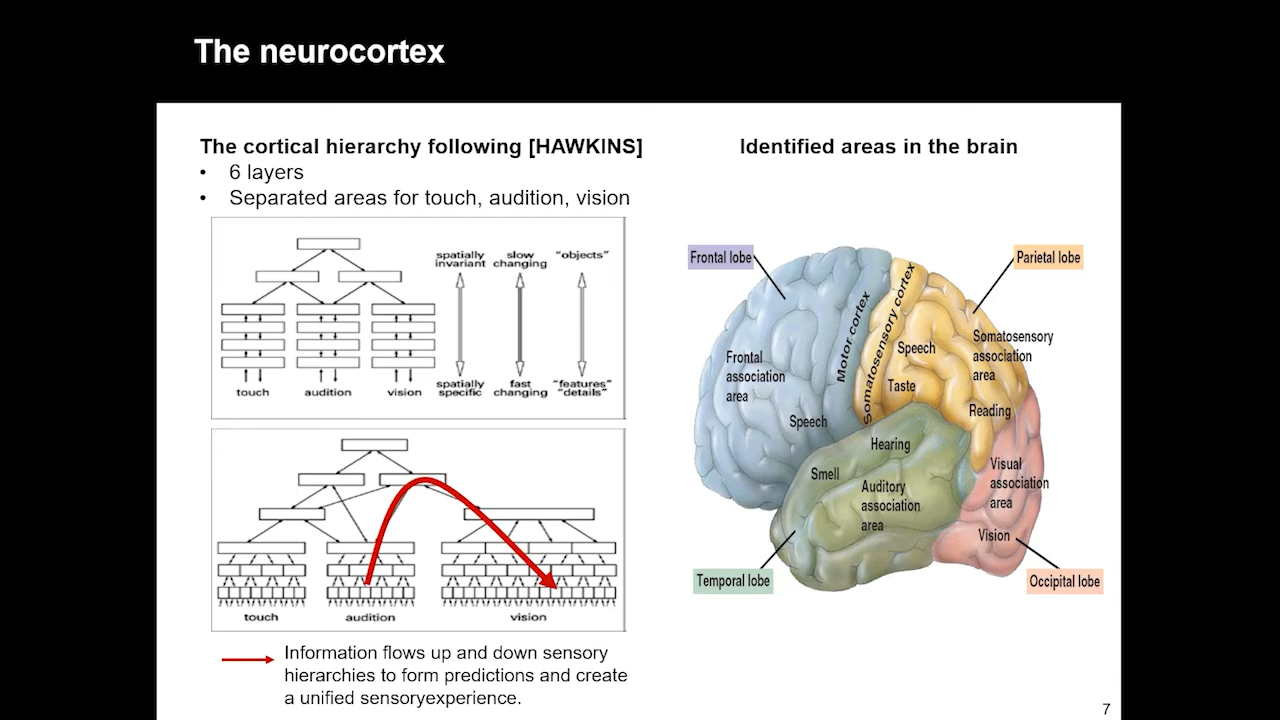 The neurocortex
The cortical hierarchy following [HAWKINS]
• 6 layers
• Separated areas for touch, audition, vision
spatially invariant
slow changing
"objects"
spatially specific
fast changing
"features" "details"
touch
audition
vision
touch
audition
vision
Information flows up and down sensory
hierarchies to form predictions and create
a unified sensoryexperience.
Identified areas in the brain
Frontal lobe
Parietal lobe
Motor cortex
Somatosensory cortex
Frontal
association
area
Speech
Speech
Taste
Somatosensory
association
area
Reading
Hearing
Smell
Auditory
association
area
Visual
association
area
Vision
Temporal lobe
Occipital lobe
7